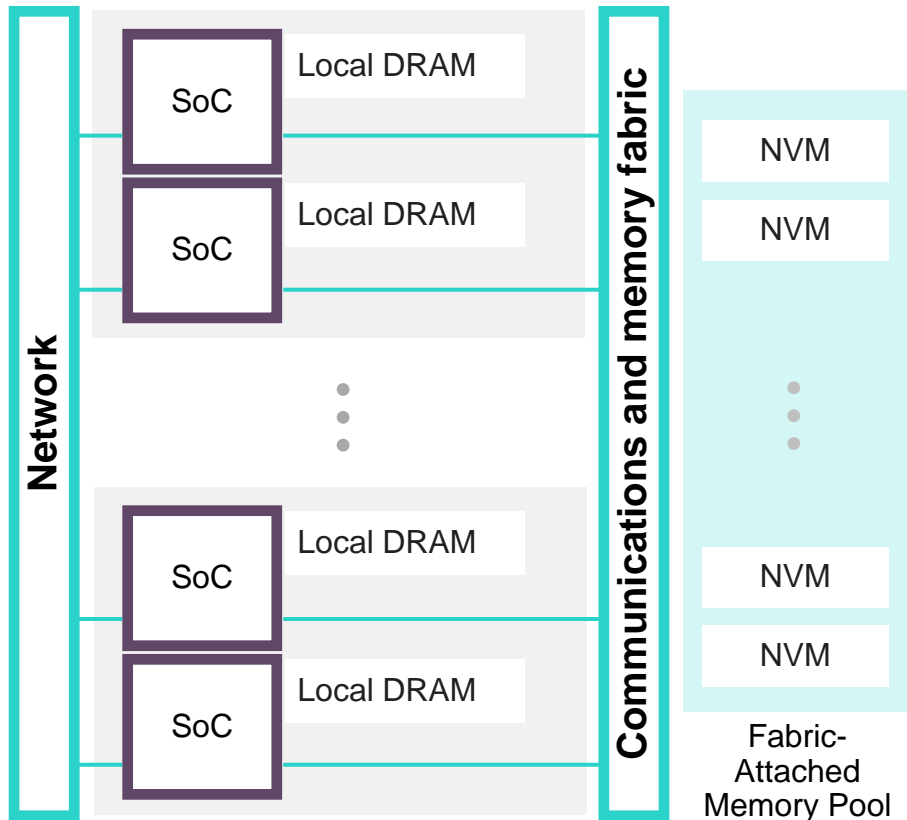 Network
SoC
Local DRAM
SoC
Local DRAM
SoC
Local DRAM
SoC
Local DRAM
Communications and memory fabric
NVM
NVM
NVM
NVM
Fabric-
Attached
Memory Pool